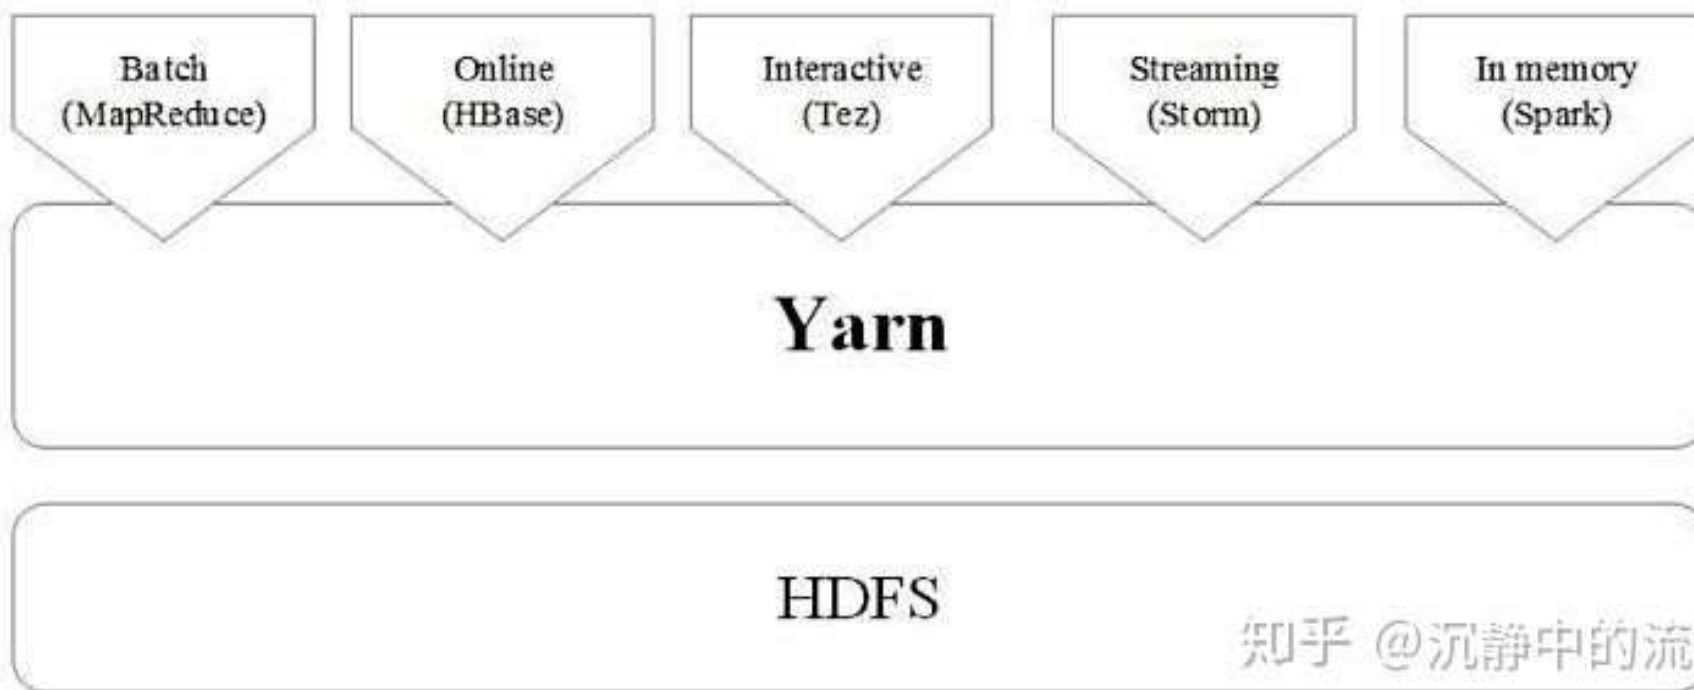 Batch
(MapReduce)
Online
(HBase)
Interactive
(Tez)
Streaming
(Storm)
In memory
(Spark)
Yarn
HDFS
知乎 @沉静中的流